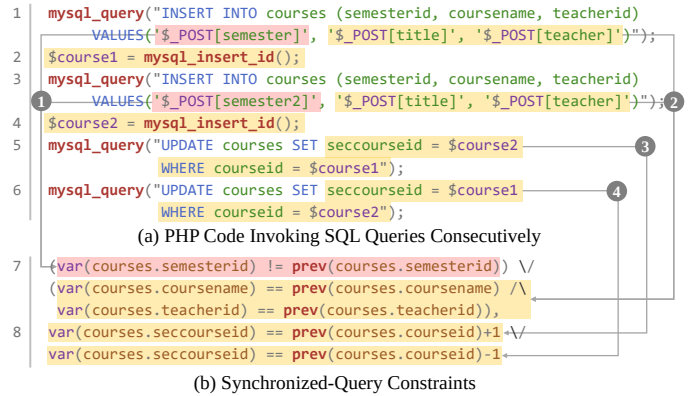 1 mysql_query("INSERT INTO courses (semesterid, coursename, teacherid)
VALUES('$_POST[semester]', '$_POST[title]', '$_POST[teacher]')");
2 $course1 = mysql_insert_id();
3 mysql_query("INSERT INTO courses (semesterid, coursename, teacherid)
1 VALUES('$_POST[semester2]', '$_POST[title]', '$_POST[teacher]')"); 2
4 $course2 = mysql_insert_id();
5 mysql_query("UPDATE courses SET seccourseid = $course2 3
WHERE courseid = $course1");
6 mysql_query("UPDATE courses SET seccourseid = $course1 4
WHERE courseid = $course2");
(a) PHP Code Invoking SQL Queries Consecutively
7 (var(courses.semesterid) != prev(courses.semesterid)) \/
(var(courses.coursename) == prev(courses.coursename) /\
var(courses.teacherid) == prev(courses.teacherid)),
8 var(courses.seccourseid) == prev(courses.courseid)+1 \/
var(courses.seccourseid) == prev(courses.courseid)-1
(b) Synchronized-Query Constraints